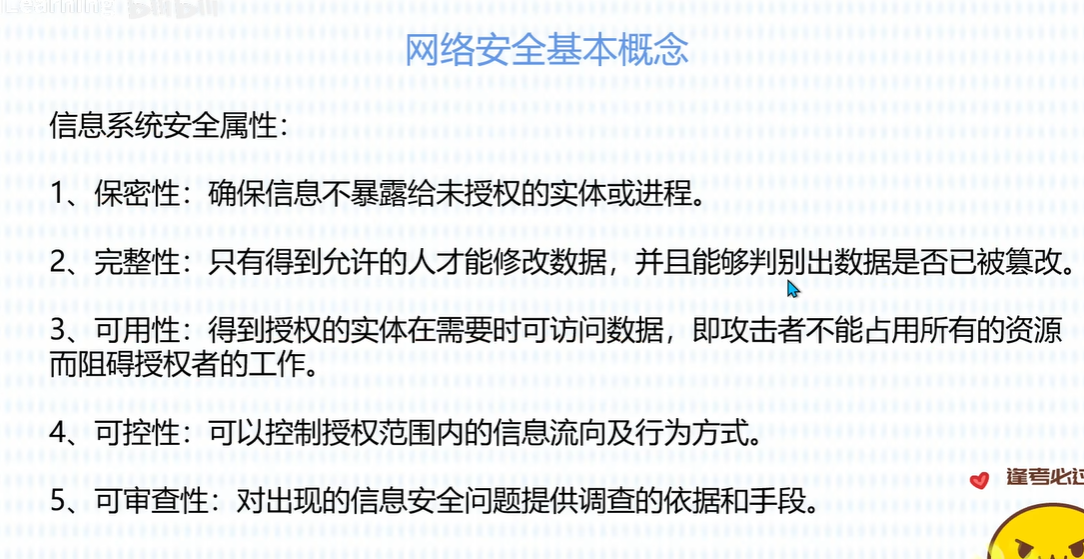 Learning bilibili
网络安全基本概念
信息系统安全属性：
1、保密性：确保信息不暴露给未授权的实体或进程。
2、完整性：只有得到允许的人才能修改数据，并且能够判别出数据是否已被篡改。
3、可用性：得到授权的实体在需要时可访问数据，即攻击者不能占用所有的资源
而阻碍授权者的工作。
4、可控性：可以控制授权范围内的信息流向及行为方式。
5、可审查性：对出现的信息安全问题提供调查的依据和手段。
逢考必过